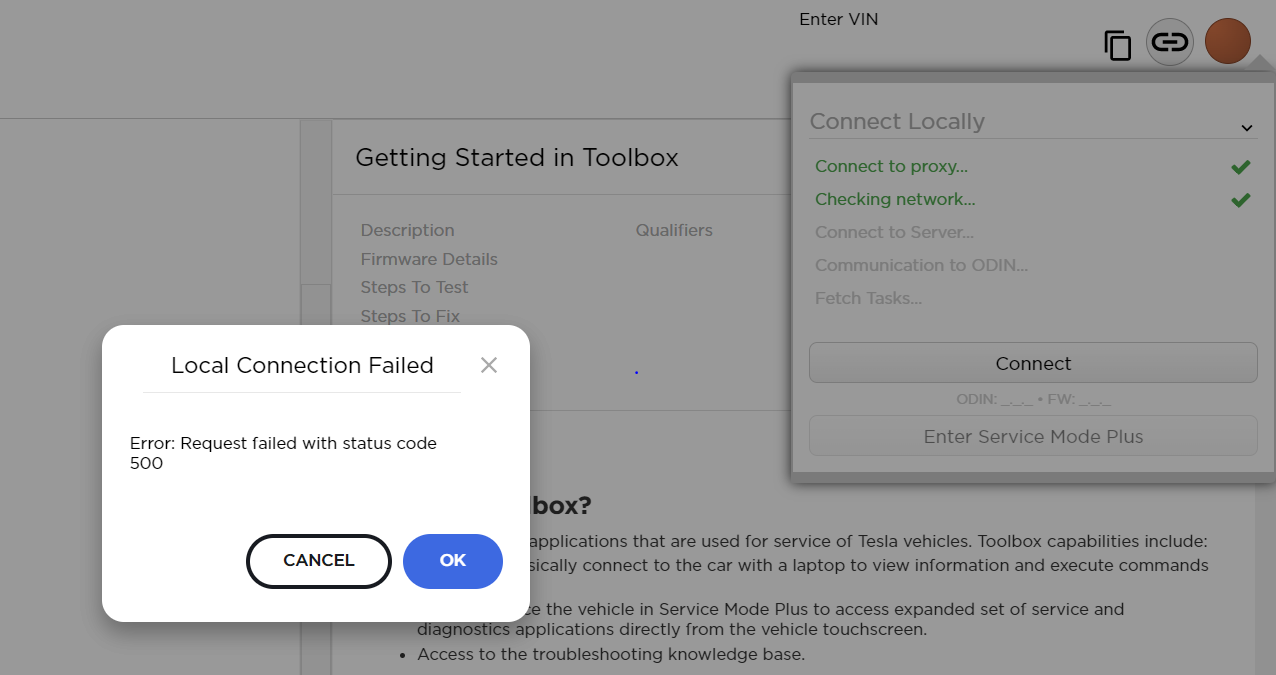 Enter VIN
Connect Locally
Connect to proxy...
Checking network...
Connect to Server...
Communication to ODIN...
Fetch Tasks...
Connect
ODIN: _._._ • FW: _._._
Enter Service Mode Plus
Getting Started in Toolbox
Description
Qualifiers
Firmware Details
Steps To Test
Steps To Fix
Local Connection Failed
Error: Request failed with status code
500
CANCEL
OK
box?
applications that are used for service of Tesla vehicles. Toolbox capabilities include:
sically connect to the car with a laptop to view information and execute commands
ce the vehicle in Service Mode Plus to access expanded set of service and
diagnostics applications directly from the vehicle touchscreen.
• Access to the troubleshooting knowledge base.